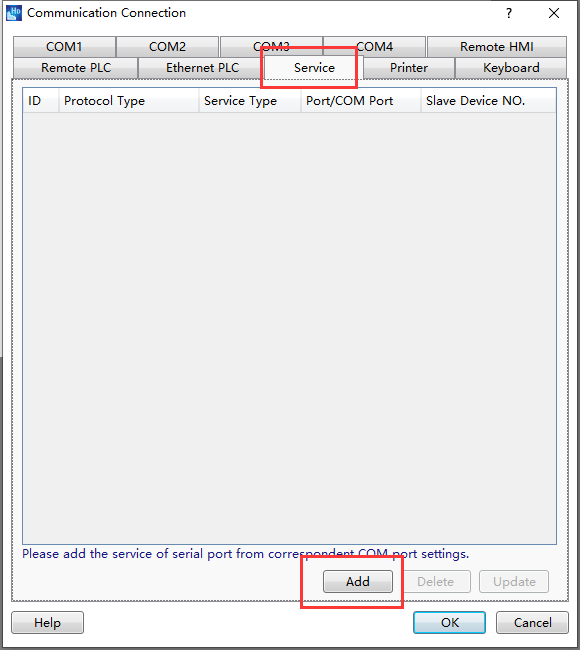 Communication Connection
COM1 COM2 COM3 COM4 Remote HMI
Remote PLC Ethernet PLC Service Printer Keyboard
ID Protocol Type Service Type Port/COM Port Slave Device NO.
Please add the service of serial port from correspondent COM port settings.
Add Delete Update
Help OK Cancel